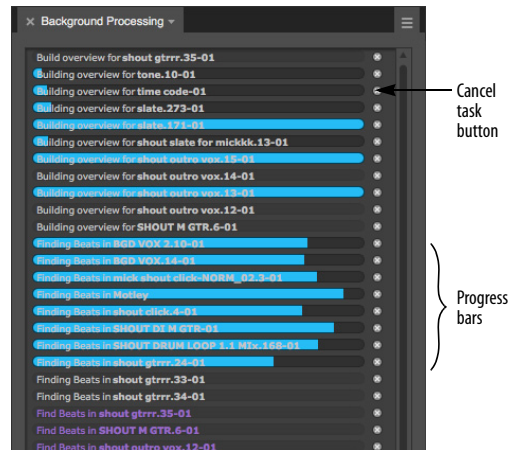 Background Processing
Build overview for shout gtrrr.35-01
Building overview for tone.10-01
Building overview for time code-01
Building overview for slate.273-01
Building overview for slate.171-01
Building overview for shout slate for mickkk.13-01
Building overview for shout outro vox.15-01
Building overview for shout outro vox.14-01
Building overview for shout outro vox.13-01
Building overview for shout outro vox.12-01
Building overview for SHOUT M GTR.6-01
Finding Beats in BGD VOX 2.10-01
Finding Beats in BGD VOX.14-01
Finding Beats in mick shout click-NORM_02.3-01
Finding Beats in Motley
Finding Beats in shout click.4-01
Finding Beats in SHOUT DI M GTR-01
Finding Beats in SHOUT DRUM LOOP 1.1 MIx.168-01
Finding Beats in shout gtrrr.24-01
Finding Beats in shout gtrrr.33-01
Finding Beats in shout gtrrr.34-01
Find Beats in shout gtrrr.35-01
Find Beats in SHOUT M GTR.6-01
Find Beats in shout outro vox.12-01
Cancel
task
button
Progress
bars